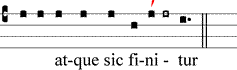 at-que sic fi-ni - tur